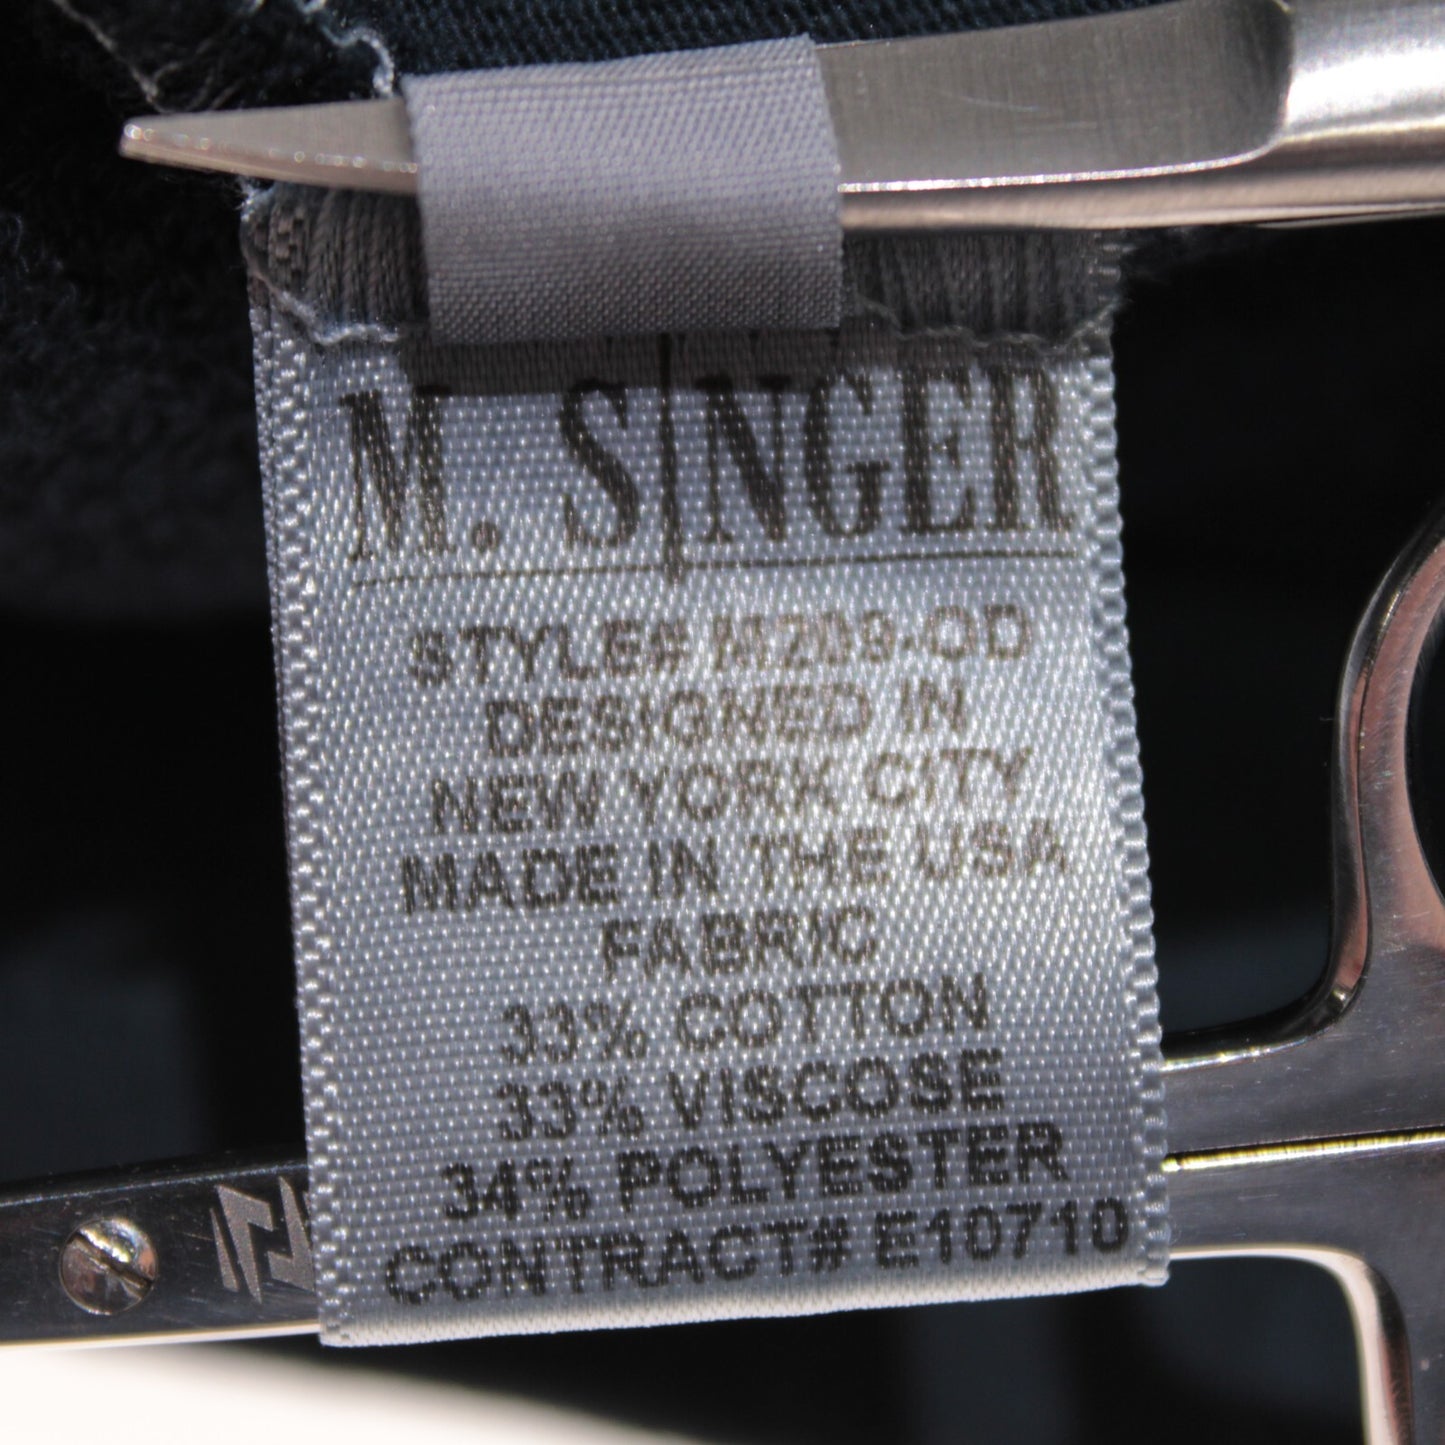 M. SINGER
STYLE# M209-OD
DESIGNED IN
NEW YORK CITY
MADE IN THE USA
FABRIC
33% COTTON
33% VISCOSE
34% POLYESTER
CONTRACT# E10710